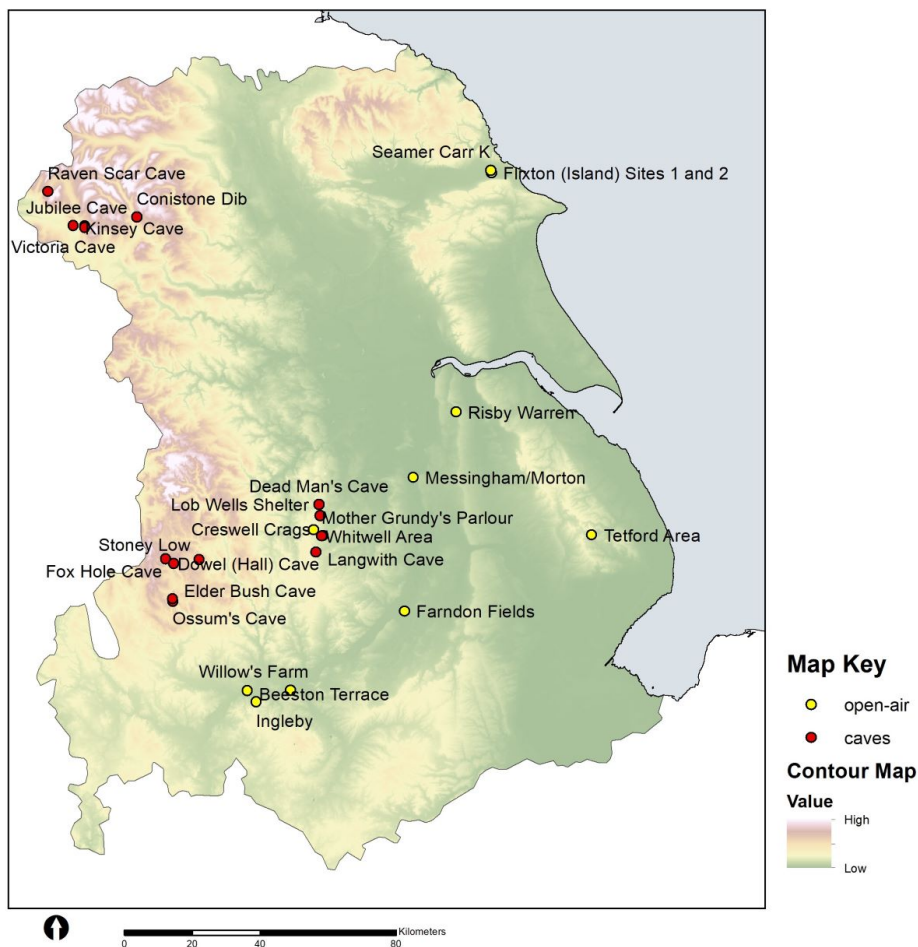 Seamer Carr K
Flixton (Island) Sites 1 and 2
Raven Scar Cave
Conistone Dib
Jubilee Cave
Kinsey Cave
Victoria Cave
Risby Warren
Messingham/Morton
Dead Man's Cave
Lob Wells Shelter
Mother Grundy's Parlour
Creswell Crags
Whitwell Area
Tetford Area
Stoney Low
Langwith Cave
Fox Hole Cave
Dowel (Hall) Cave
Elder Bush Cave
Ossum's Cave
Farndon Fields
Willow's Farm
Beeston Terrace
Ingleby
Map Key
open-air
caves
Contour Map
Value
High
Low
Kilometers
0 20 40 80